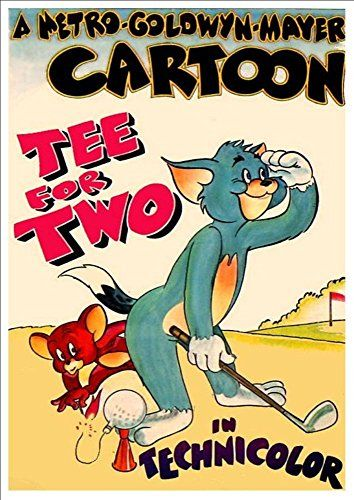 A METRO-GOLDWYN-MAYER
CARTOON
TEE
FOR
TWO
IN
TECHNICOLOR